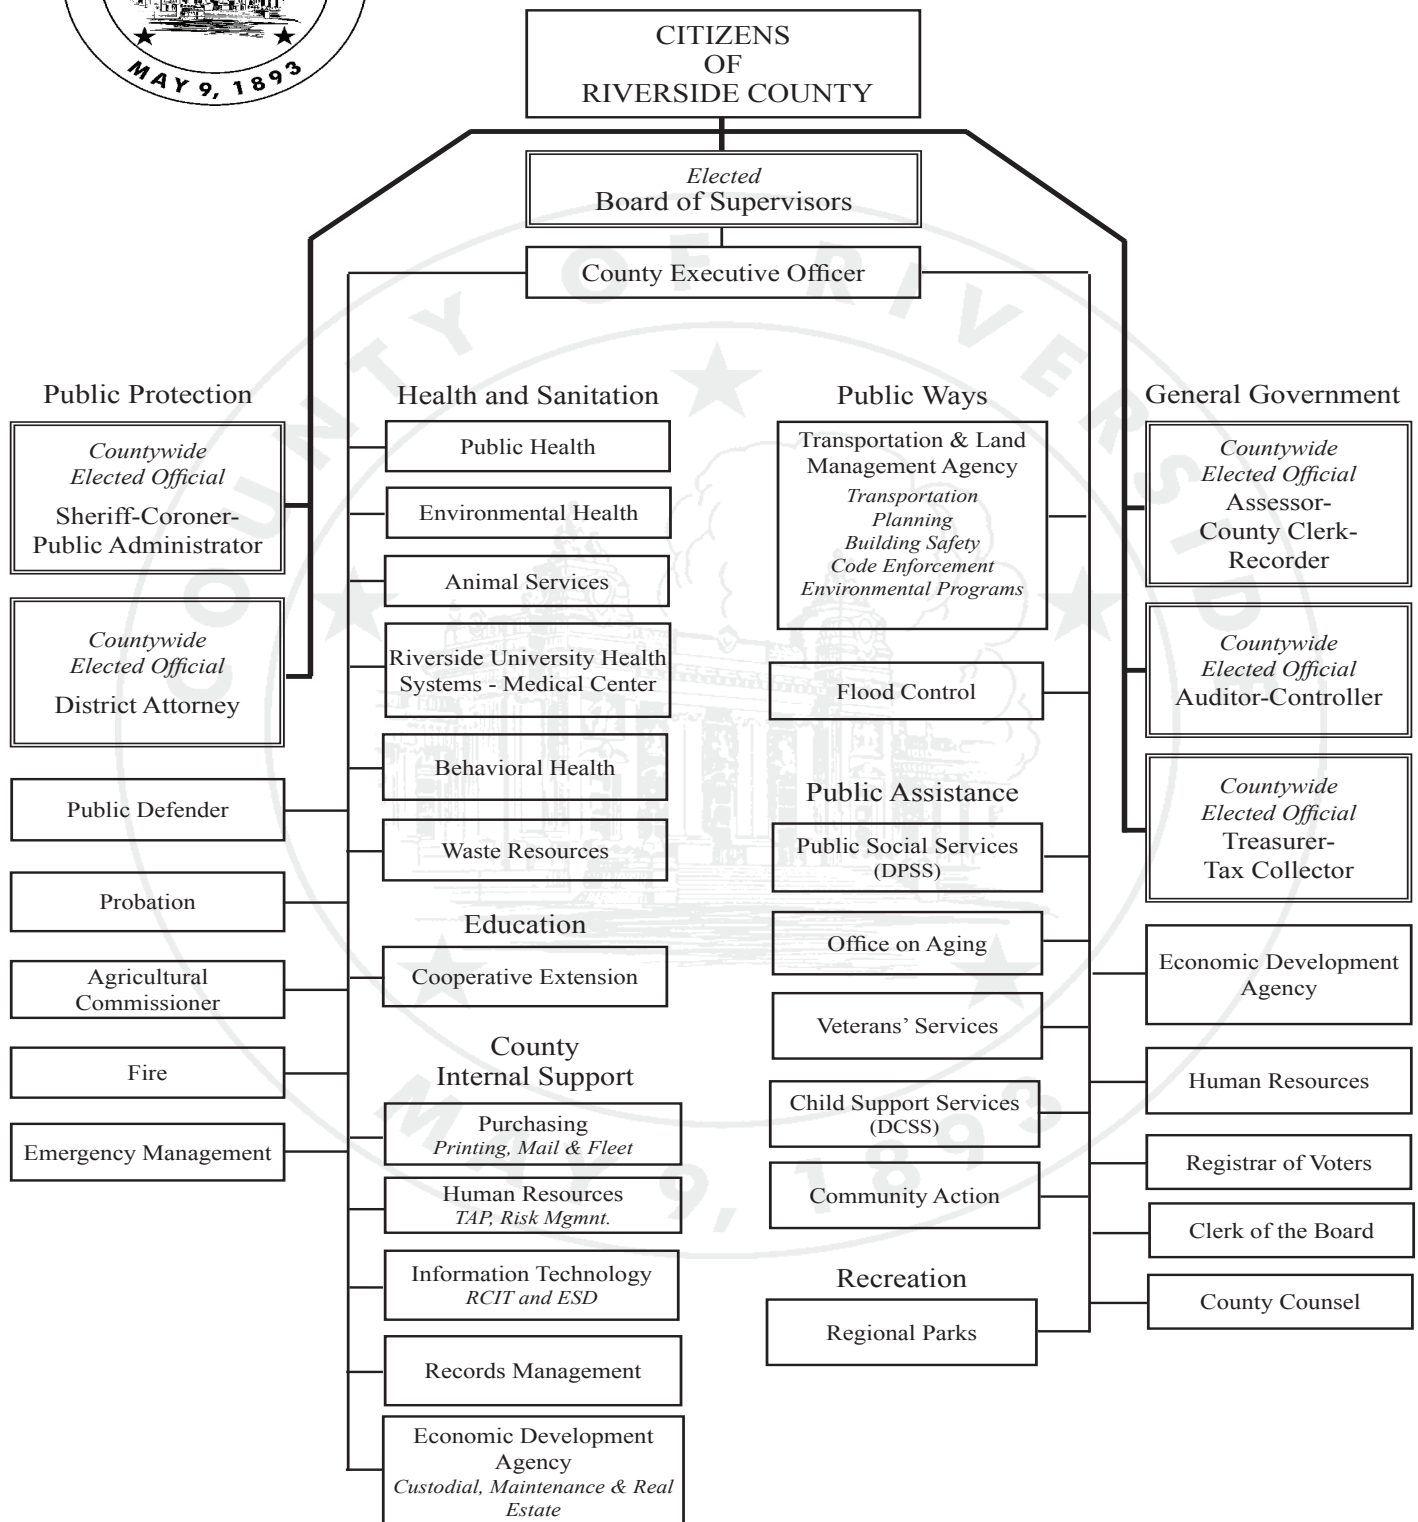 MAY 9, 1893
CITIZENS
OF
RIVERSIDE COUNTY
Elected
Board of Supervisors
County Executive Officer
COUNTY OF RIVERSIDE
MAY 9, 1893
Public Protection
Countywide
Elected Official
Sheriff-Coroner-
Public Administrator
Countywide
Elected Official
District Attorney
Public Defender
Probation
Agricultural
Commissioner
Fire
Emergency Management
Health and Sanitation
Public Health
Environmental Health
Animal Services
Riverside University Health
Systems - Medical Center
Behavioral Health
Waste Resources
Education
Cooperative Extension
County
Internal Support
Purchasing
Printing, Mail & Fleet
Human Resources
TAP, Risk Mgmnt.
Information Technology
RCIT and ESD
Records Management
Economic Development
Agency
Custodial, Maintenance & Real
Estate
Public Ways
Transportation & Land
Management Agency
Transportation
Planning
Building Safety
Code Enforcement
Environmental Programs
Flood Control
Public Assistance
Public Social Services
(DPSS)
Office on Aging
Veterans’ Services
Child Support Services
(DCSS)
Community Action
Recreation
Regional Parks
General Government
Countywide
Elected Official
Assessor-
County Clerk-
Recorder
Countywide
Elected Official
Auditor-Controller
Countywide
Elected Official
Treasurer-
Tax Collector
Economic Development
Agency
Human Resources
Registrar of Voters
Clerk of the Board
County Counsel